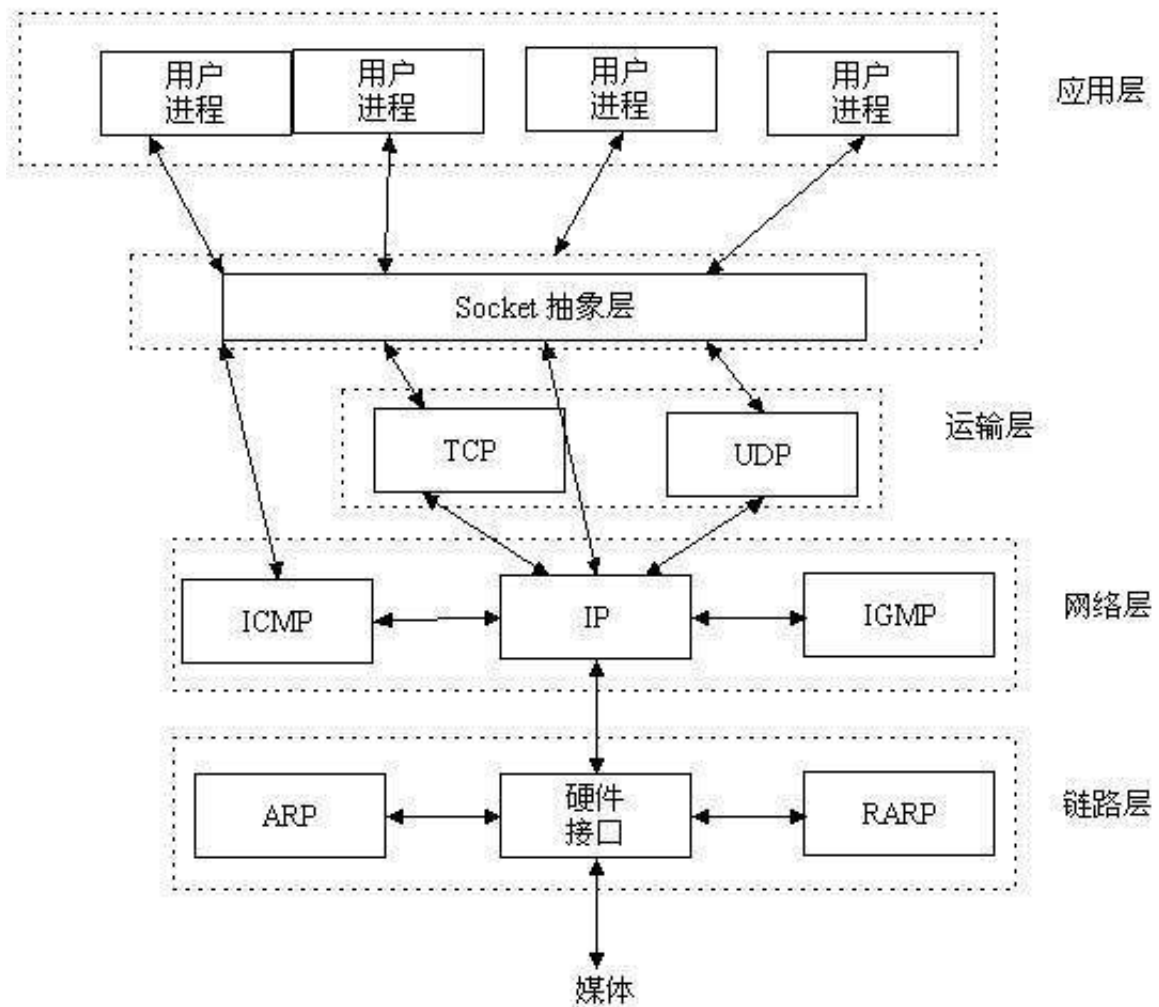 用户
进程
用户
进程
用户
进程
用户
进程
应用层
Socket 抽象层
TCP
UDP
运输层
ICMP
IP
IGMP
网络层
ARP
硬件
接口
RARP
链路层
媒体